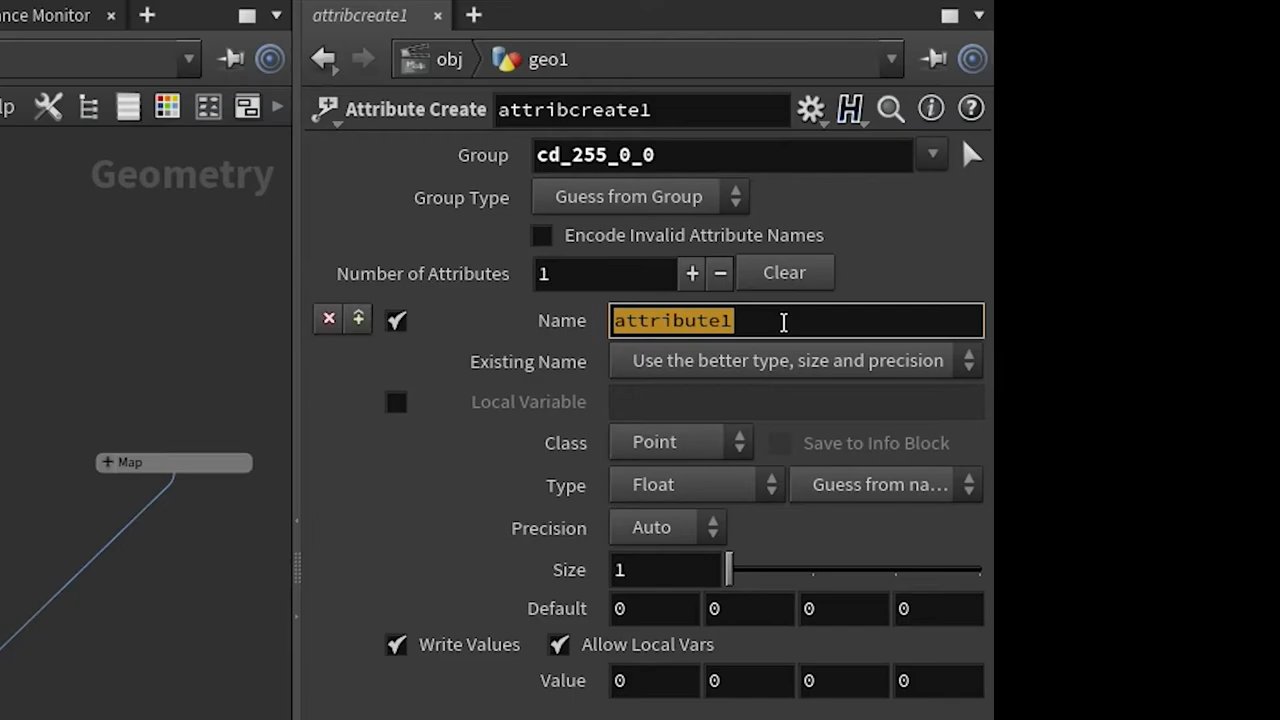 nce Monitor
attribcreate1
obj
geo1
lp
Attribute Create
attribcreate1
Geometry
Group
cd_255_0_0
Group Type
Guess from Group
Encode Invalid Attribute Names
Number of Attributes
1
Clear
Name
attribute1
Existing Name
Use the better type, size and precision
Local Variable
Class
Point
Save to Info Block
Map
Type
Float
Guess from na...
Precision
Auto
Size
1
Default
0 0 0 0
Write Values
Allow Local Vars
Value
0 0 0 0